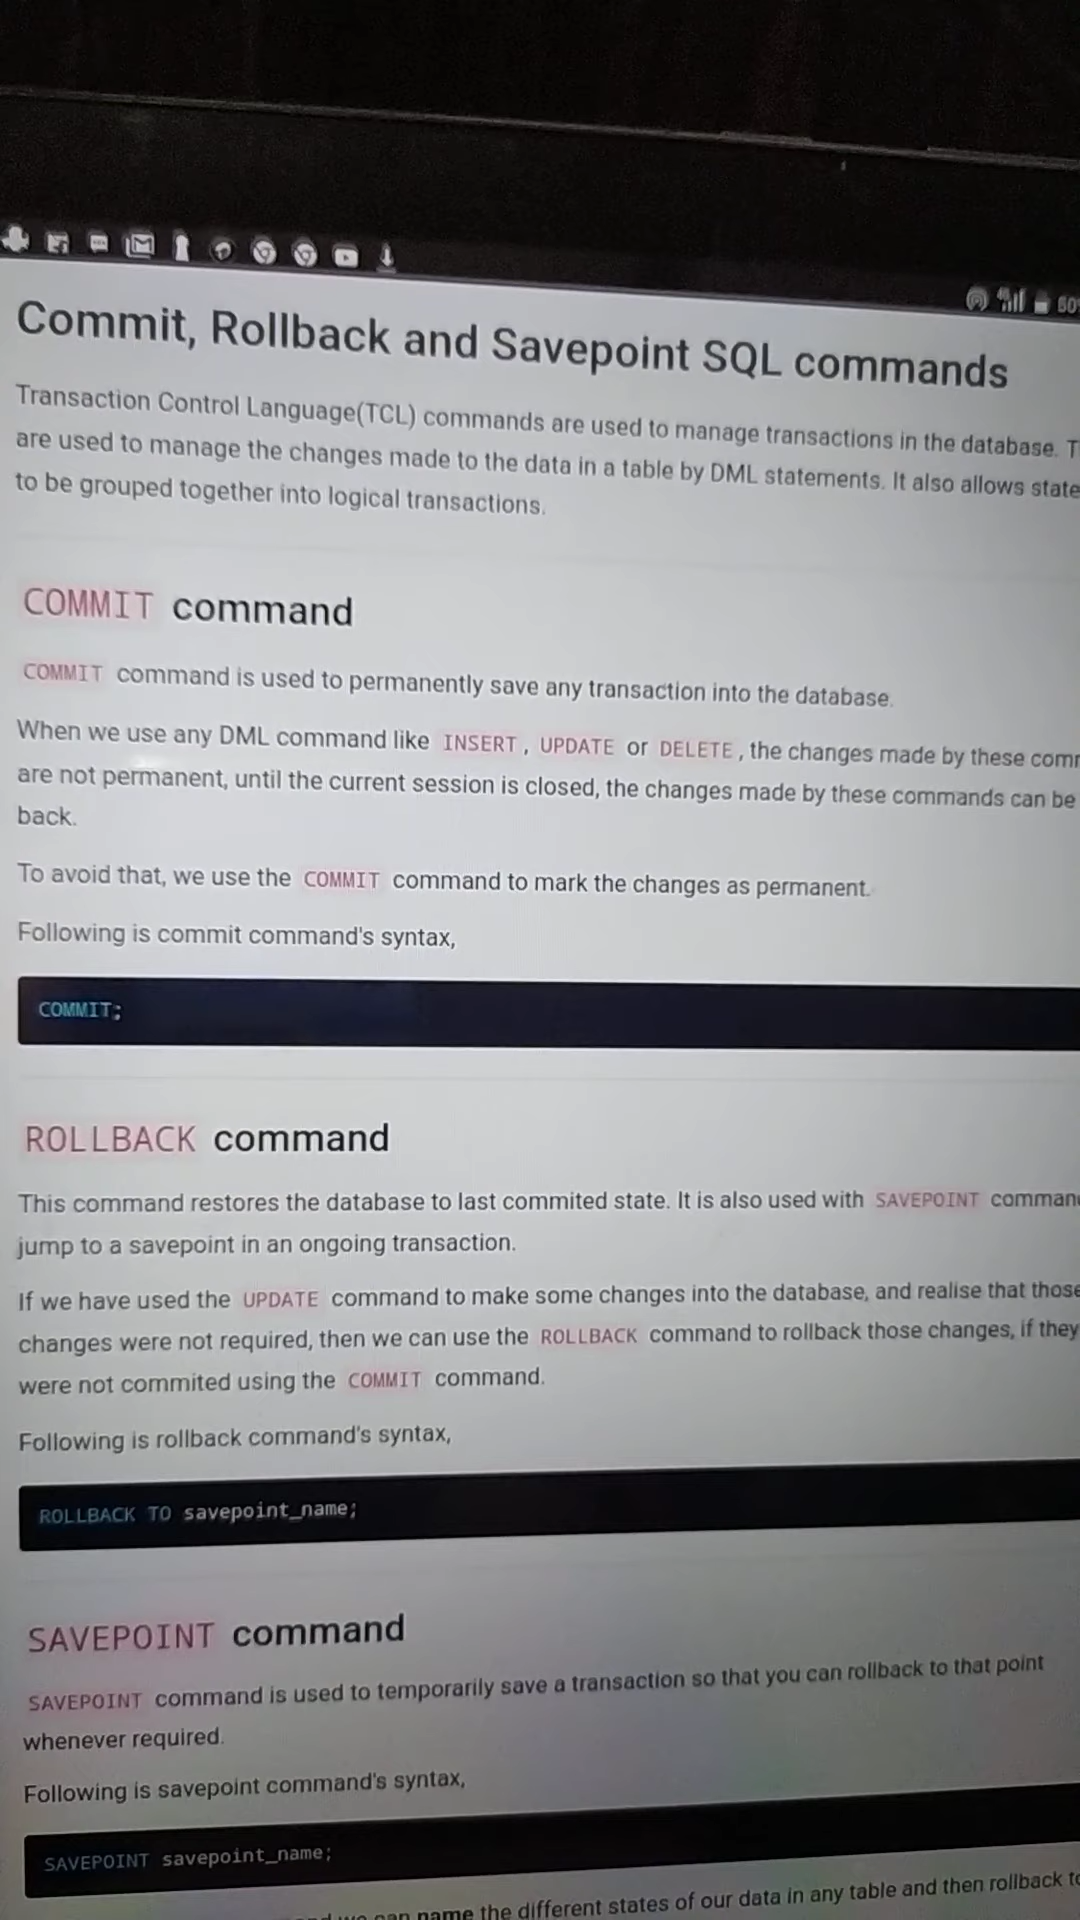 60
Commit, Rollback and Savepoint SQL commands
Transaction Control Language(TCL) commands are used to manage transactions in the database.
are used to manage the changes made to the data in a table by DML statements. It also allows state
to be grouped together into logical transactions.
COMMIT command
COMMIT command is used to permanently save any transaction into the database.
When we use any DML command like INSERT, UPDATE or DELETE, the changes made by these
are not permanent, until the current session is closed, the changes made by these commands can be
back.
To avoid that, we use the COMMIT command to mark the changes as permanent.
Following is commit command's syntax,
COMMIT;
ROLLBACK command
This command restores the database to last commited state. It is also used with SAVEPOINT comman
jump to a savepoint in an ongoing transaction.
If we have used the UPDATE command to make some changes into the database, and realise that those
changes were not required, then we can use the ROLLBACK command to rollback those changes, if they
were not commited using the COMMIT command.
Following is rollback command's syntax,
ROLLBACK TO savepoint_name;
SAVEPOINT command
SAVEPOINT command is used to temporarily save a transaction so that you can rollback to that point
whenever required.
Following is savepoint command's syntax,
SAVEPOINT savepoint_name;
we can name the different states of our data in any table and then rollback to